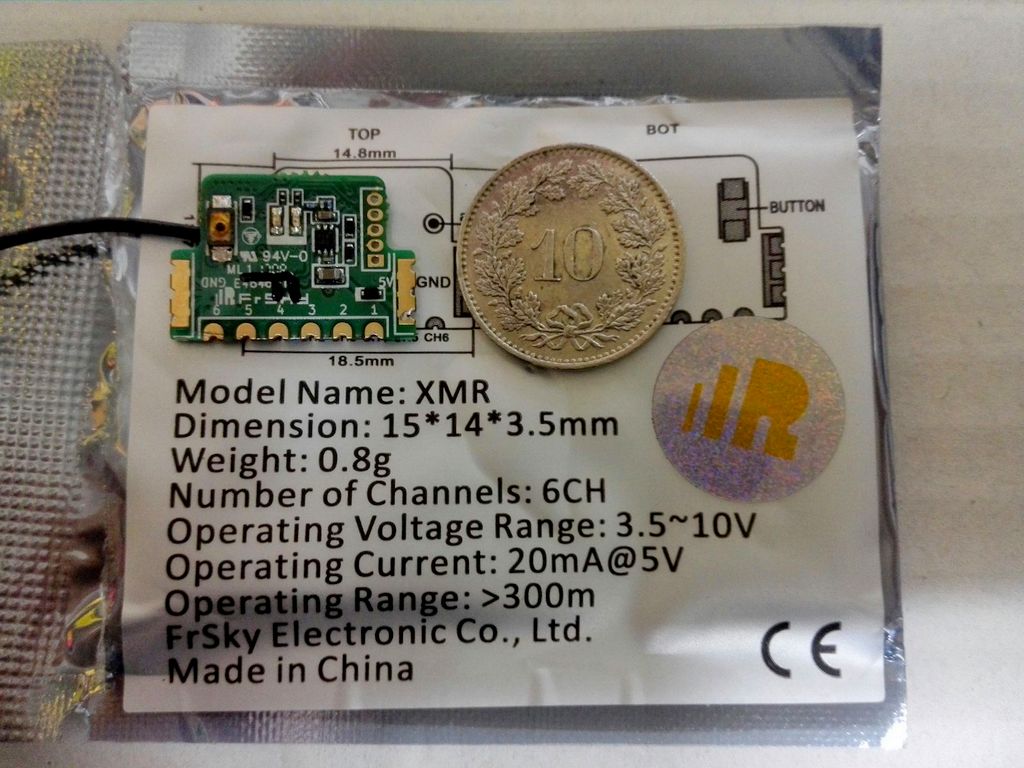 TOP
BOT
14.8mm
BUTTON
94V-0
GND
5V
GND
FrSky
6 5 4 3 2 1
CH6
18.5mm
10
Model Name: XMR
Dimension: 15*14*3.5mm
Weight: 0.8g
Number of Channels: 6CH
Operating Voltage Range: 3.5~10V
Operating Current: 20mA@5V
Operating Range: >300m
FrSky Electronic Co., Ltd.
Made in China
CE